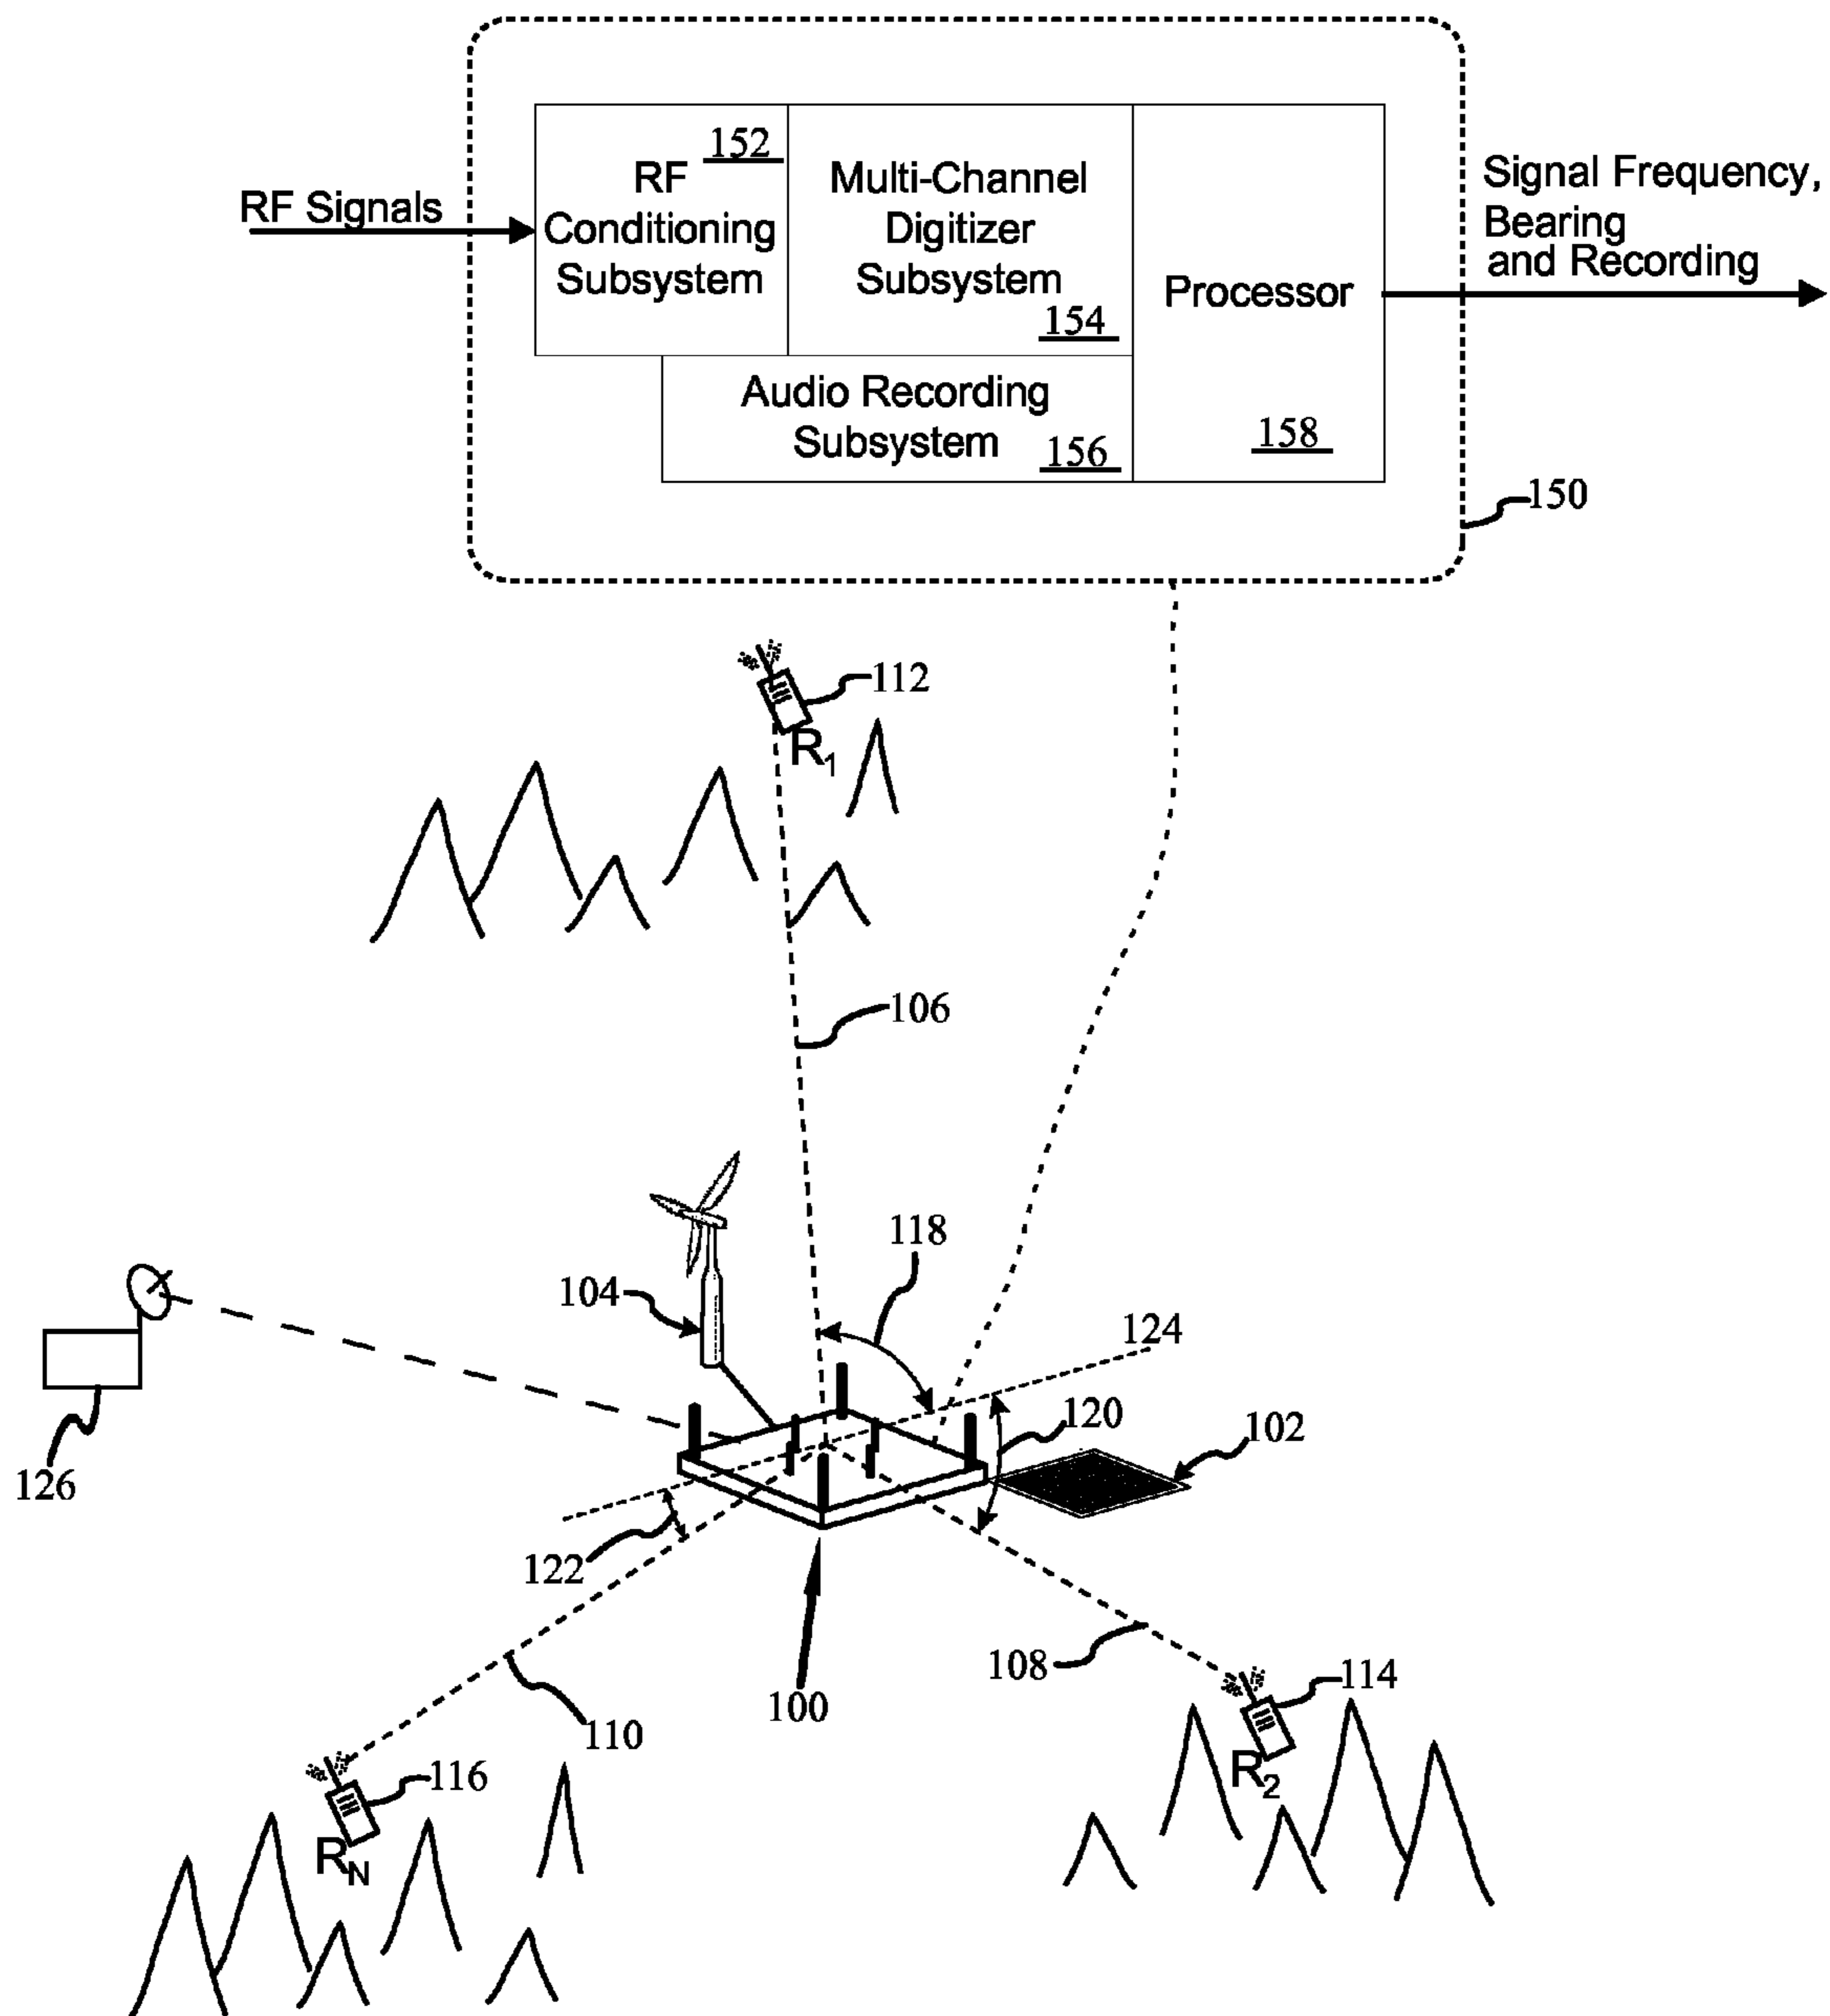 152
RF
Conditioning
Subsystem
Multi-Channel
Digitizer
Subsystem
154
Processor
158
Audio Recording
Subsystem
156
RF Signals
Signal Frequency,
Bearing
and Recording
150
112
R1
106
118
104
124
120
102
126
122
108
114
100
110
R2
116
RN